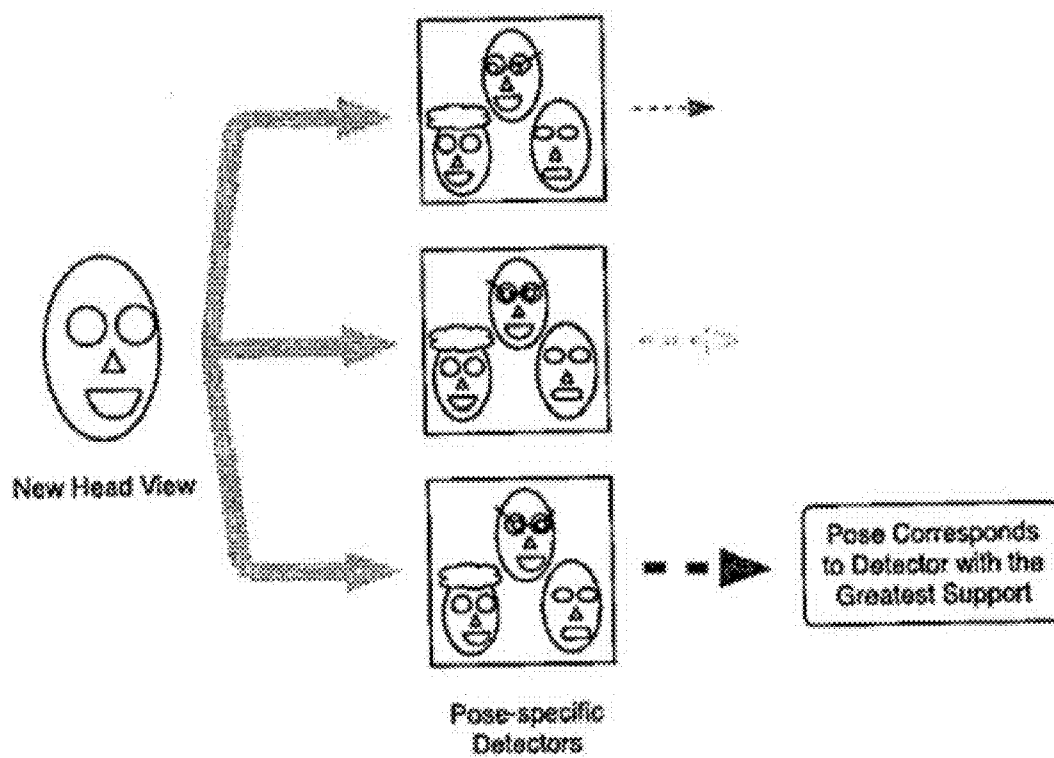 New Head View
Pose-specific
Detectors
Pose Corresponds
to Detector with the
Greatest Support